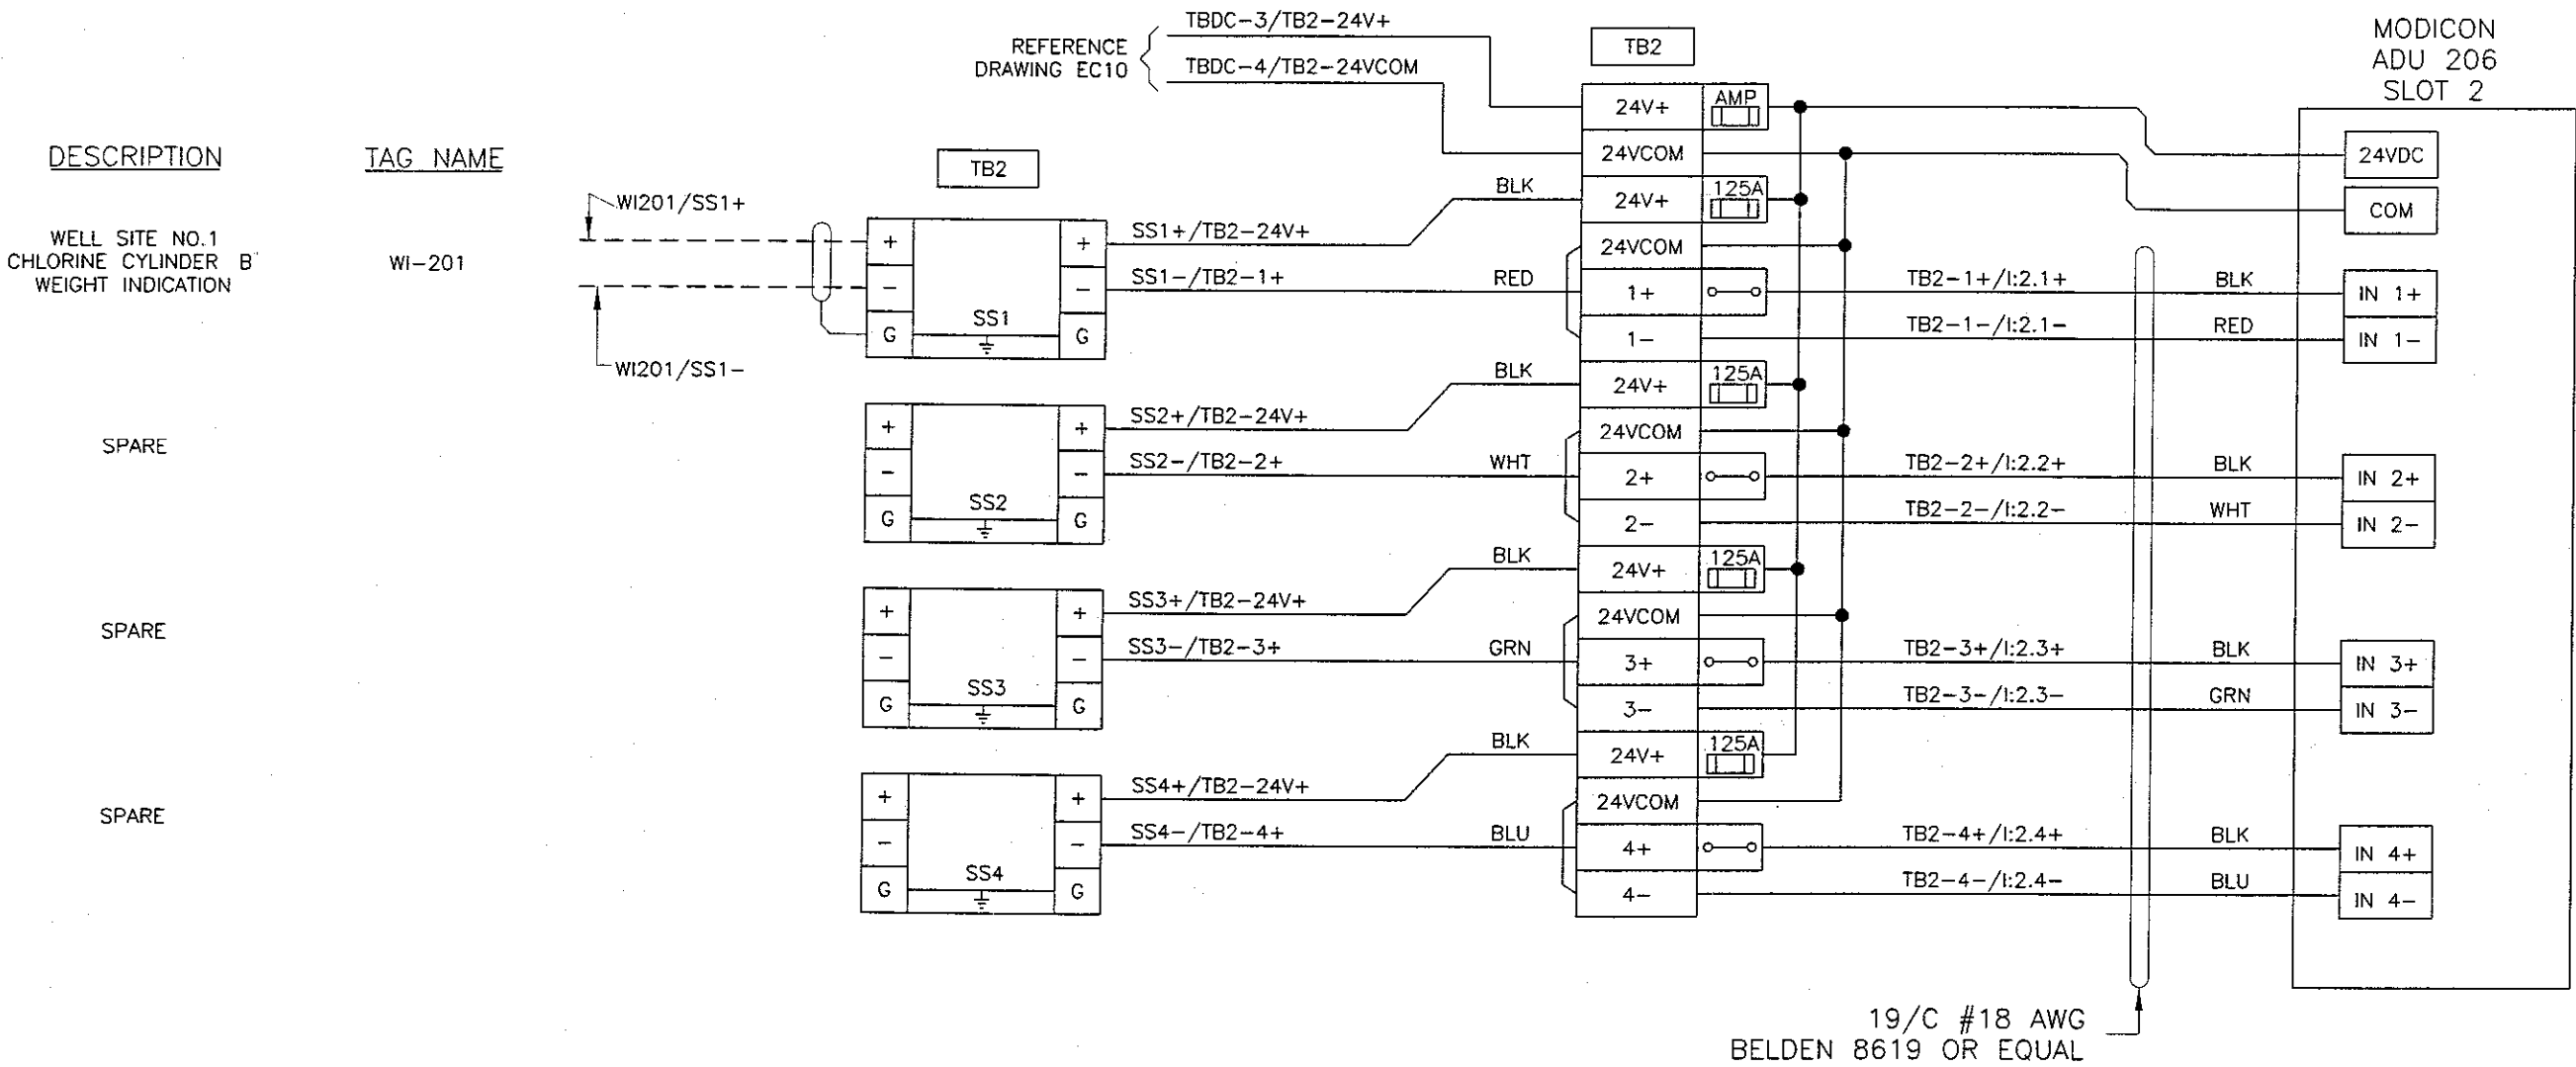 TBDC-3/TB2-24V+
REFERENCE
DRAWING EC10
TBDC-4/TB2-24VCOM
TB2
MODICON
ADU 206
SLOT 2
DESCRIPTION
TAG NAME
TB2
WELL SITE NO.1
CHLORINE CYLINDER B
WEIGHT INDICATION
WI-201
WI201/SS1+
WI201/SS1-
+
-
G
SS1
+
-
G
SS1+/TB2-24V+
BLK
SS1-/TB2-1+
RED
SPARE
+
-
G
SS2
+
-
G
SS2+/TB2-24V+
BLK
SS2-/TB2-2+
WHT
SPARE
+
-
G
SS3
+
-
G
SS3+/TB2-24V+
BLK
SS3-/TB2-3+
GRN
SPARE
+
-
G
SS4
+
-
G
SS4+/TB2-24V+
BLK
SS4-/TB2-4+
BLU
24V+
AMP
24VCOM
24V+
125A
24VCOM
1+
1-
24V+
125A
24VCOM
2+
2-
24V+
125A
24VCOM
3+
3-
24V+
125A
24VCOM
4+
4-
TB2-1+/I:2.1+
BLK
TB2-1-/I:2.1-
RED
TB2-2+/I:2.2+
BLK
TB2-2-/I:2.2-
WHT
TB2-3+/I:2.3+
BLK
TB2-3-/I:2.3-
GRN
TB2-4+/I:2.4+
BLK
TB2-4-/I:2.4-
BLU
24VDC
COM
IN 1+
IN 1-
IN 2+
IN 2-
IN 3+
IN 3-
IN 4+
IN 4-
19/C #18 AWG
BELDEN 8619 OR EQUAL